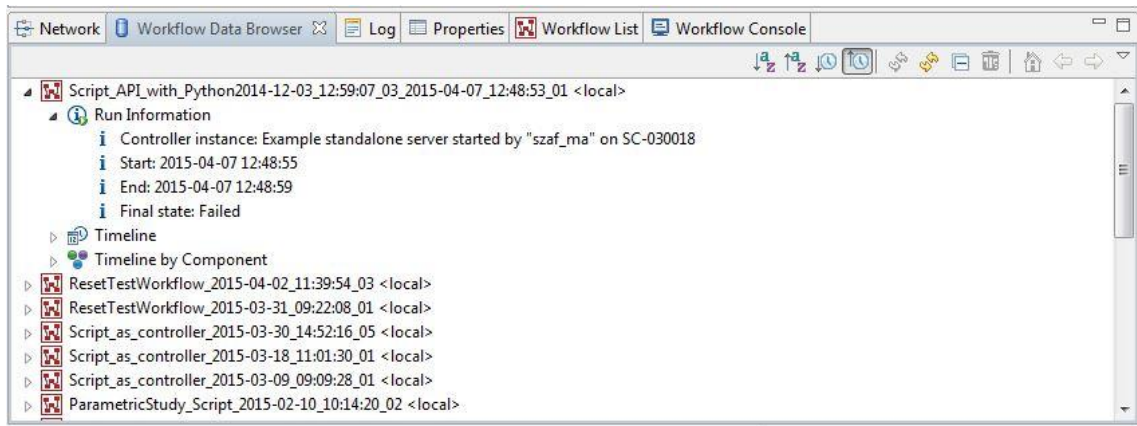 Network Workflow Data Browser Log Properties Workflow List Workflow Console
Script_API_with_Python2014-12-03_12:59:07_03_2015-04-07_12:48:53_01 <local>
Run Information
Controller instance: Example standalone server started by "szaf_ma" on SC-030018
Start: 2015-04-07 12:48:55
End: 2015-04-07 12:48:59
Final state: Failed
Timeline
Timeline by Component
ResetTestWorkflow_2015-04-02_11:39:54_03 <local>
ResetTestWorkflow_2015-03-31_09:22:08_01 <local>
Script_as_controller_2015-03-30_14:52:16_05 <local>
Script_as_controller_2015-03-18_11:01:30_01 <local>
Script_as_controller_2015-03-09_09:09:28_01 <local>
ParametricStudy_Script_2015-02-10_10:14:20_02 <local>